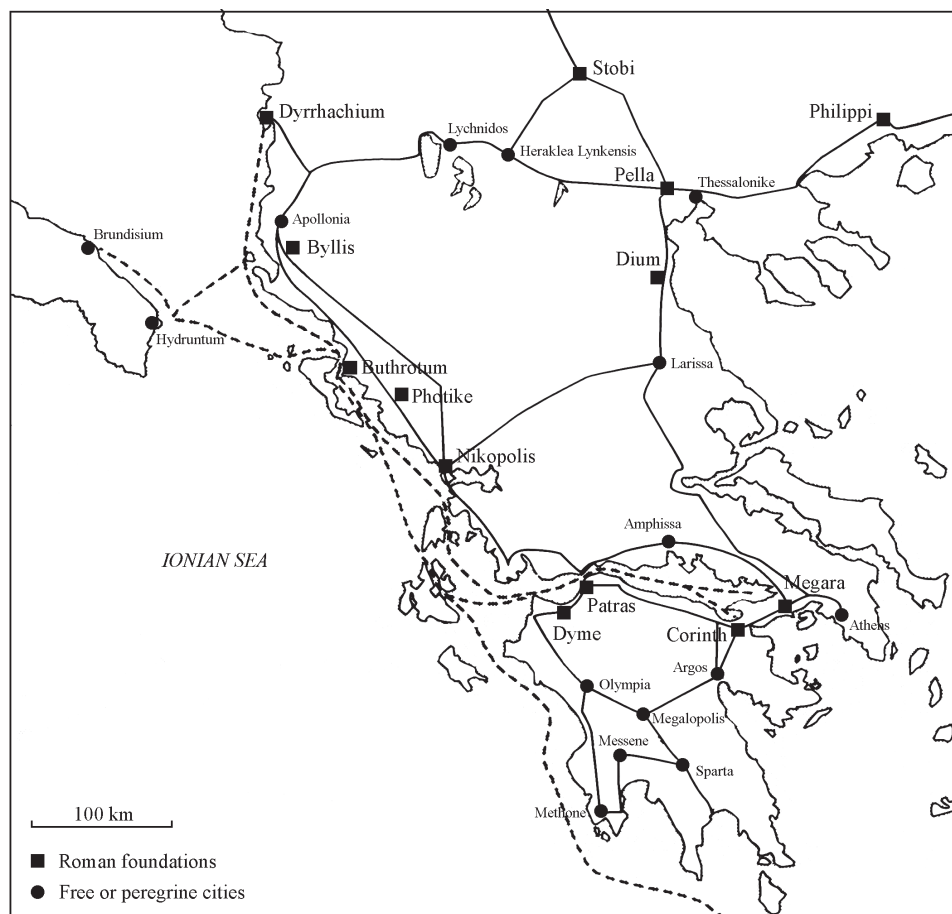 Stobi
Dyrrhachium
Philippi
Lychnidos
Heraklea Lynkensis
Pella
Thessalonike
Apollonia
Brundisium
Byllis
Dium
Hydruntum
Buthrotum
Larissa
Photike
Nikopolis
Amphissa
IONIAN SEA
Megara
Patras
Athens
Dyme
Corinth
Argos
Olympia
Megalopolis
Messene
Sparta
Methone
100 km
Roman foundations
Free or peregrine cities